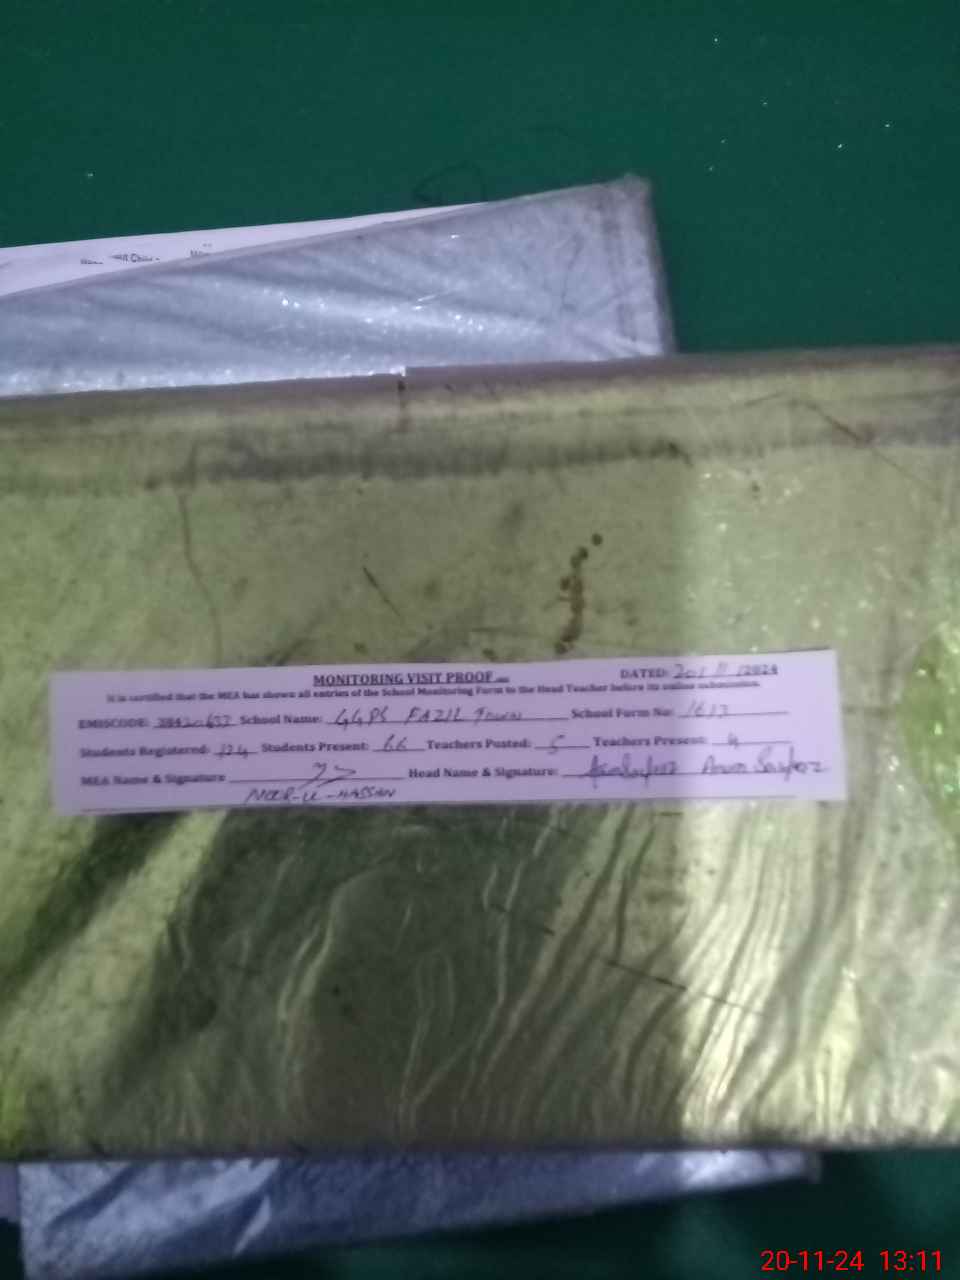 Child
MONITORING VISIT PROOF DATED: 20/11/2024
It is certified that the MEA has shown all entries of the School Monitoring Form to the Head Teacher before its online submission.
EMISCODE: School Name: GGPS FAZIL TOWN School Form No: 1613
Students Registered: 124 Students Present: 66 Teachers Posted: 5 Teachers Present: 4
MEA Name & Signature Head Name & Signature:
NOOR-UL-HASSAN
20-11-24 13:11